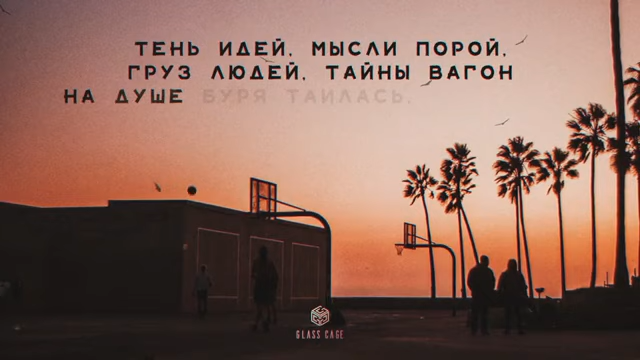 ТЕНЬ ИДЕЙ, МЫСЛИ ПОРОЙ,
ГРУЗ ЛЮДЕЙ, ТАЙНЫ ВАГОН
НА ДУШЕ БУРЯ ТАИЛАСЬ,
GLASS CAGE